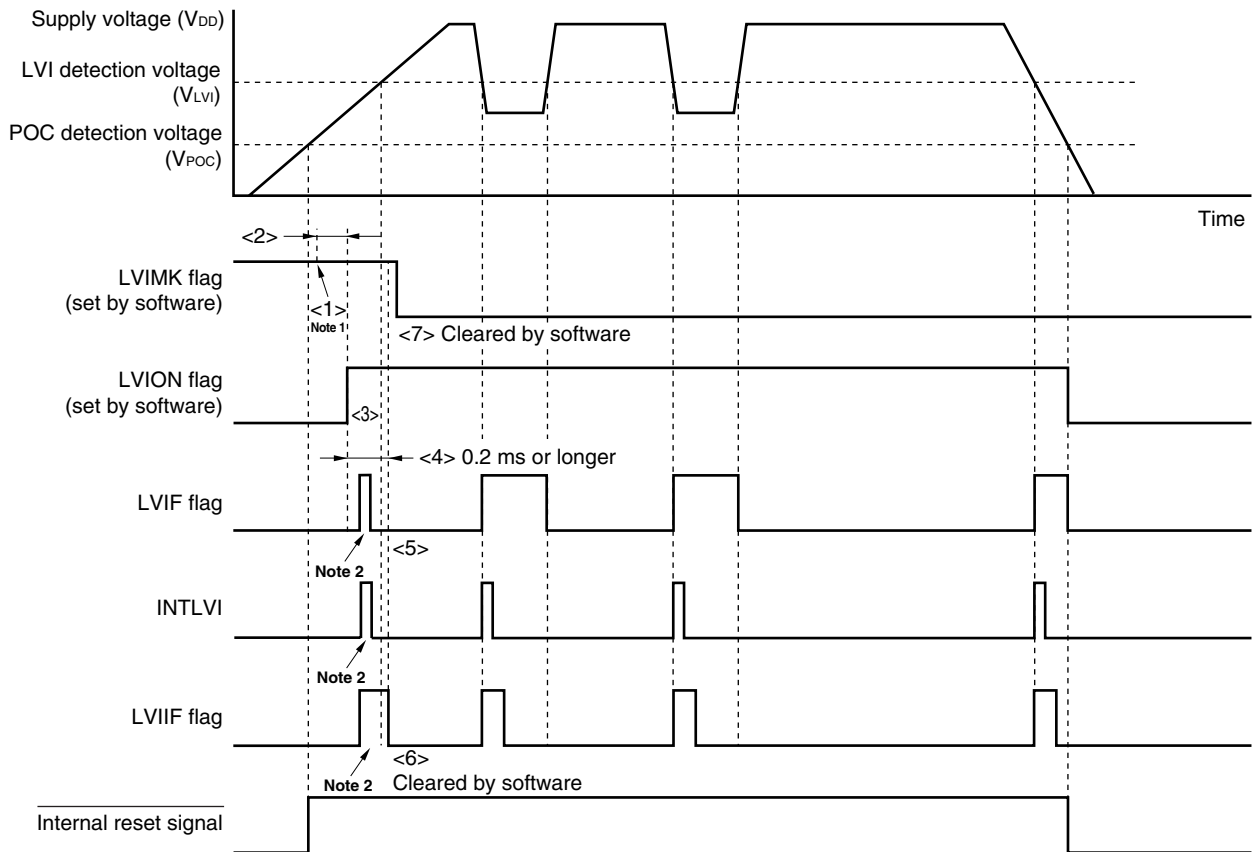 Supply voltage (VDD)
LVI detection voltage
(VLVI)
POC detection voltage
(VPOC)
Time
<2>
LVIMK flag
(set by software)
<1>
Note 1
<7> Cleared by software
LVION flag
(set by software)
<3>
<4> 0.2 ms or longer
LVIF flag
<5>
Note 2
INTLVI
Note 2
LVIIF flag
<6>
Note 2
Cleared by software
Internal reset signal